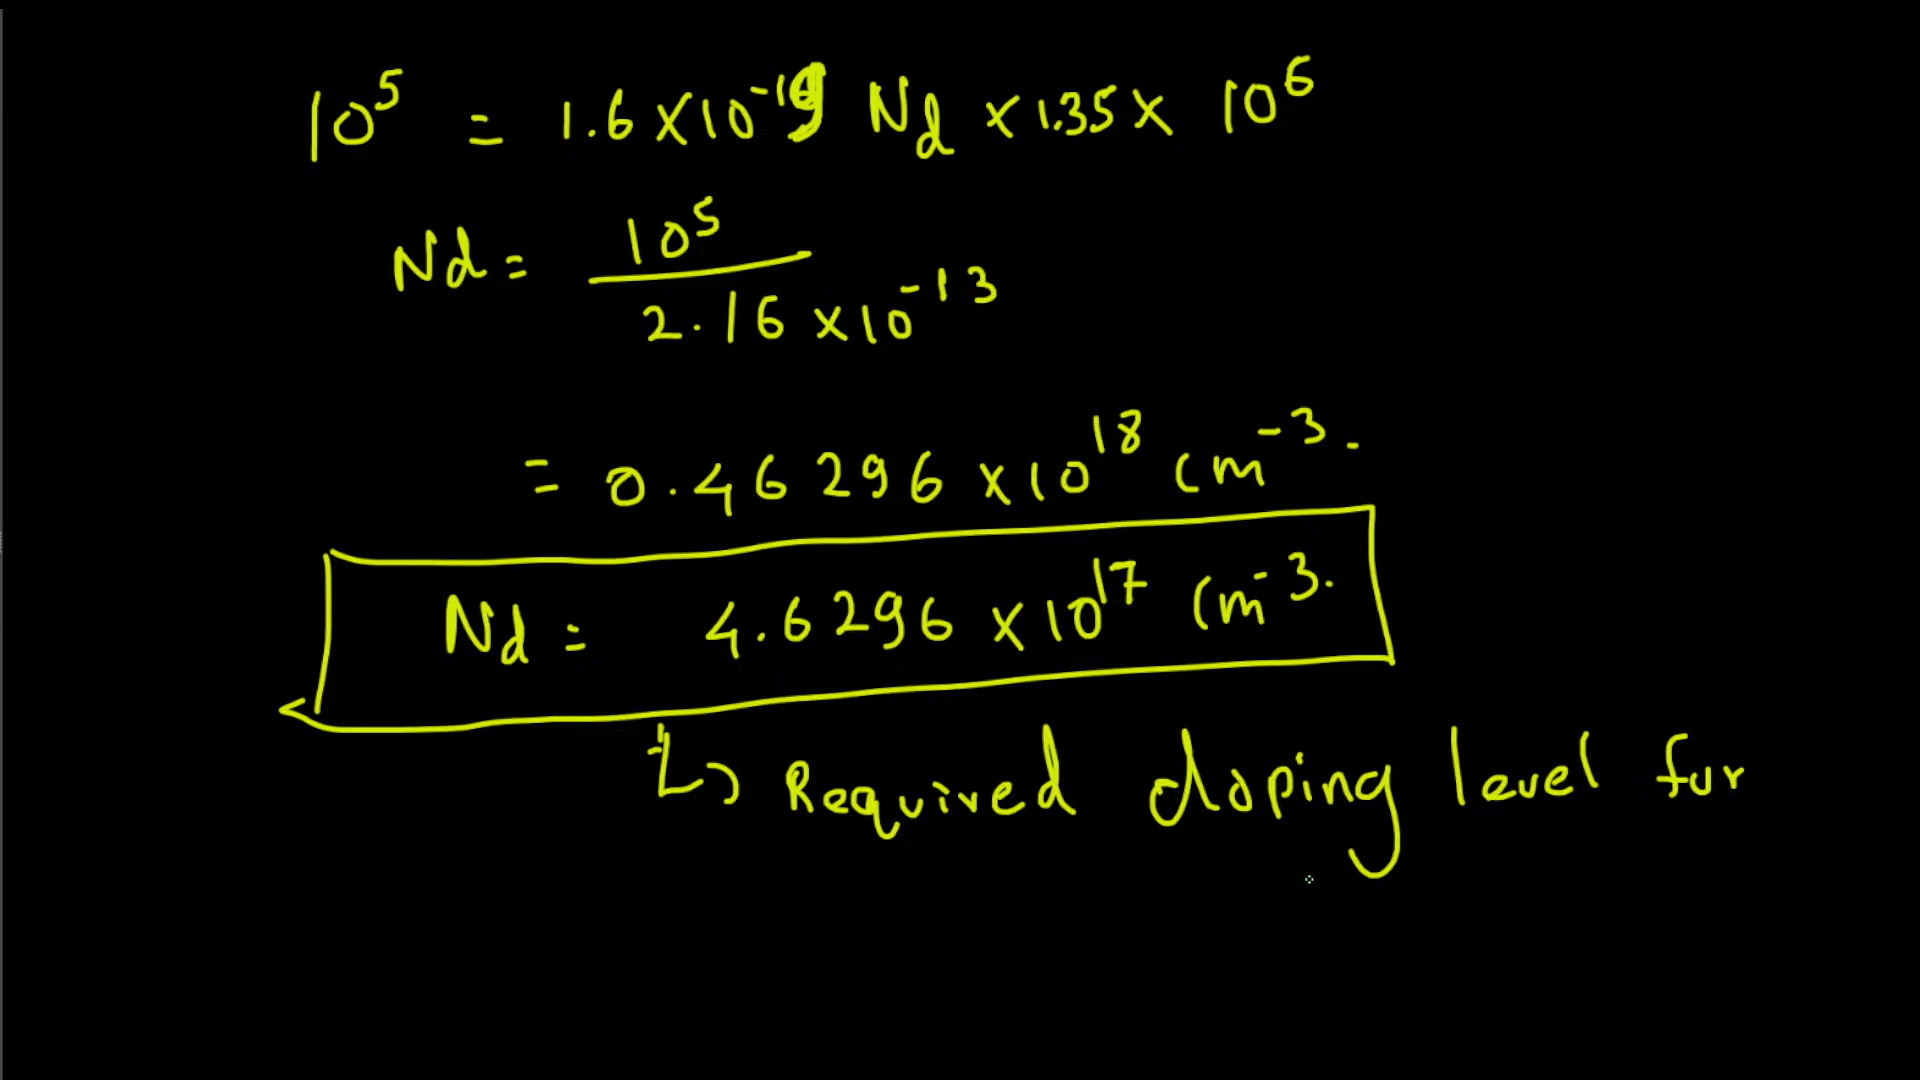 10⁵ = 1.6 × 10⁻¹⁹ Nd × 1.35 × 10⁶
Nd = 10⁵ / 2.16 × 10⁻¹³
= 0.46296 × 10¹⁸ cm⁻³.
Nd = 4.6296 × 10¹⁷ cm⁻³.
↳ Required doping level for